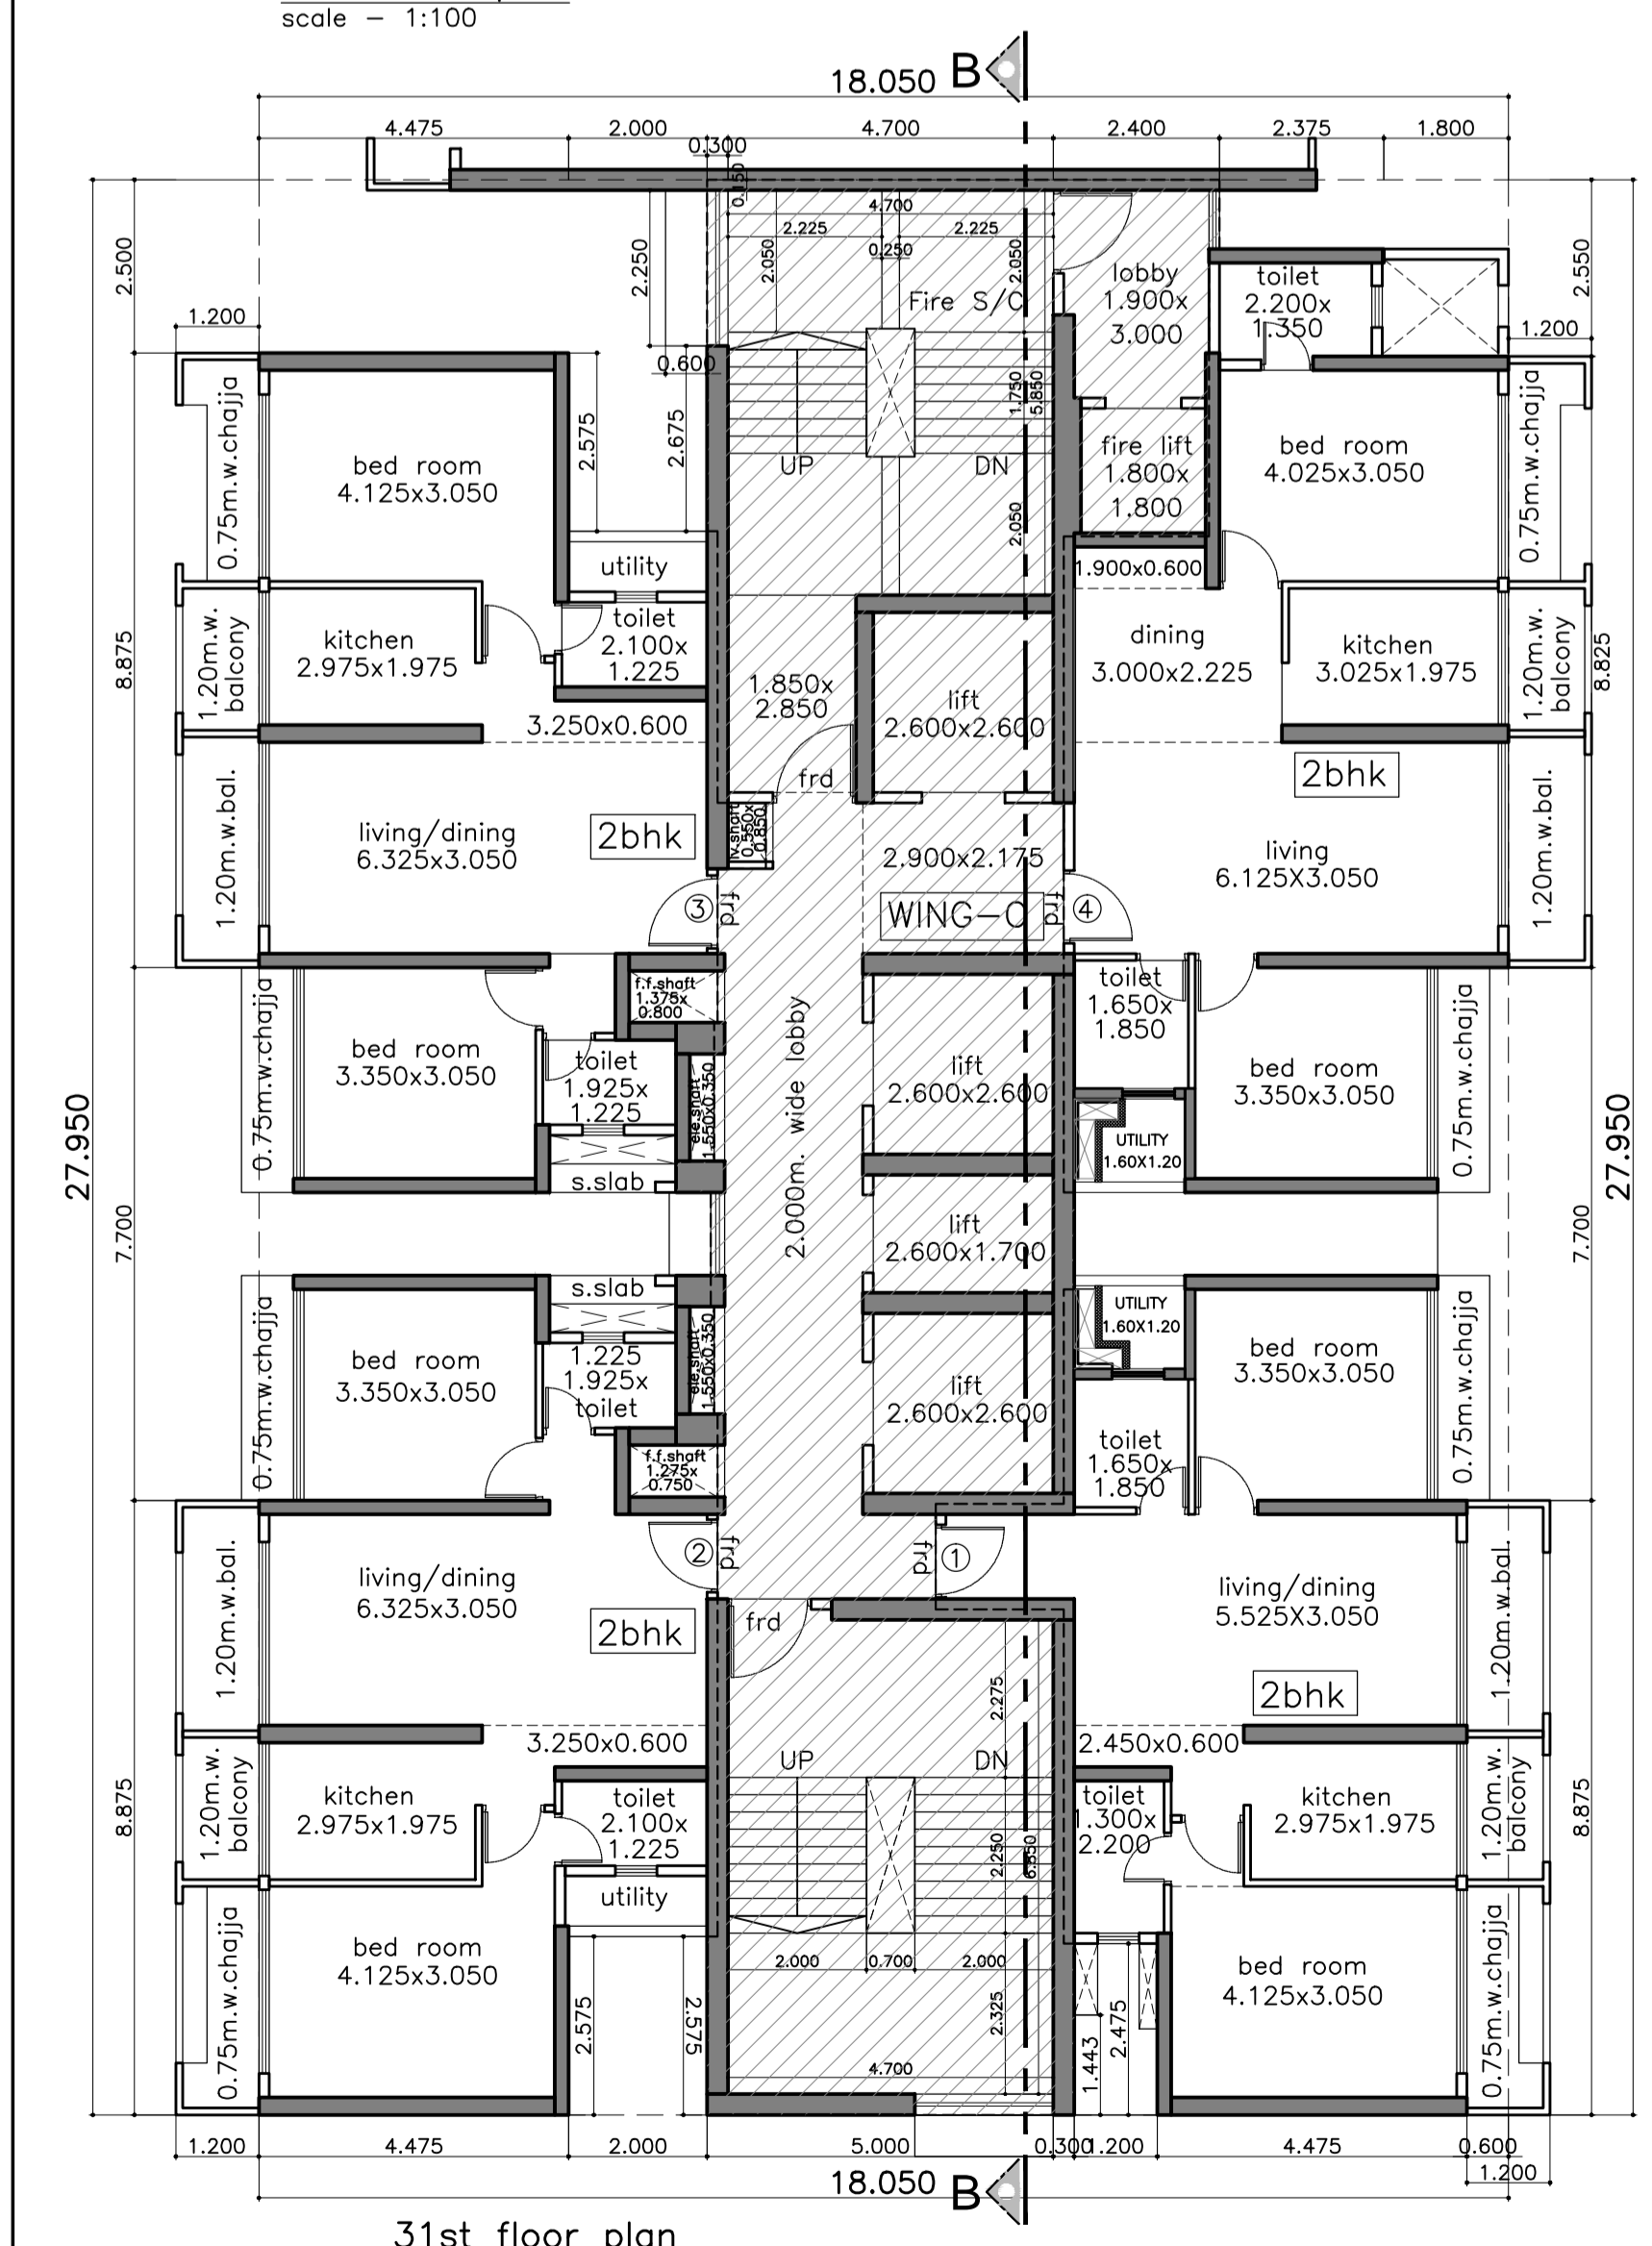 scale - 1:100
18.050 B
4.475 2.000 4.700 2.400 2.375 1.800
0.300
0.150
4.700
2.225 2.225
0.250
2.500
2.250
2.050
2.050
2.550
Fire S/C
lobby
1.900x
3.000
toilet
2.200x
1.350
1.200
1.200
0.600
0.75m.w.chajja
bed room
4.125x3.050
2.575
2.675
1.750
5.850
UP
DN
2.050
fire lift
1.800x
1.800
bed room
4.025x3.050
0.75m.w.chajja
utility
1.900x0.600
8.875
1.20m.w.
balcony
kitchen
2.975x1.975
toilet
2.100x
1.225
3.250x0.600
1.850x
2.850
lift
2.600x2.600
dining
3.000x2.225
kitchen
3.025x1.975
1.20m.w.
balcony
8.825
frd
2bhk
1.20m.w.bal.
living/dining
6.325x3.050
2bhk
lv.shaft
0.550x
0.850
2.900x2.175
living
6.125X3.050
1.20m.w.bal.
3
frd
WING-C
frd
4
f.f.shaft
1.375x
0.800
toilet
1.650x
1.850
0.75m.w.chajja
bed room
3.350x3.050
toilet
1.925x
1.225
ele.shaft
1.550x0.350
2.000m. wide lobby
lift
2.600x2.600
bed room
3.350x3.050
0.75m.w.chajja
UTILITY
1.60X1.20
s.slab
27.950
27.950
7.700
7.700
lift
2.600x1.700
s.slab
UTILITY
1.60X1.20
0.75m.w.chajja
bed room
3.350x3.050
1.225
1.925x
toilet
ele.shaft
1.550x0.350
lift
2.600x2.600
bed room
3.350x3.050
0.75m.w.chajja
f.f.shaft
1.275x
0.750
toilet
1.650x
1.850
2
frd
frd
1
1.20m.w.bal.
living/dining
6.325x3.050
2bhk
frd
living/dining
5.525X3.050
1.20m.w.bal.
2bhk
2.275
3.250x0.600
2.450x0.600
UP
DN
8.875
1.20m.w.
balcony
kitchen
2.975x1.975
toilet
2.100x
1.225
2.250
6.850
toilet
1.300x
2.200
kitchen
2.975x1.975
1.20m.w.
balcony
8.875
utility
0.75m.w.chajja
bed room
4.125x3.050
2.000 0.700 2.000
2.575
2.575
2.325
1.443
2.475
bed room
4.125x3.050
0.75m.w.chajja
4.700
1.200 4.475 2.000 5.000 0.300 1.200 4.475 0.600
1.200
18.050 B
31st floor plan